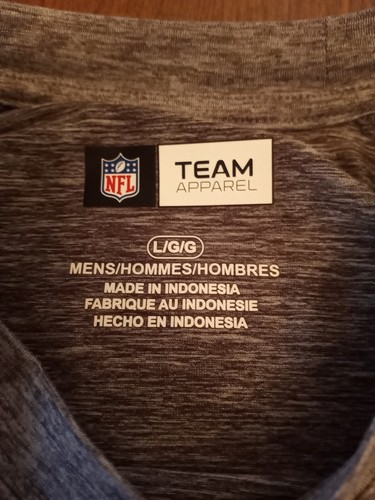 NFL
TEAM
APPAREL
L/G/G
MENS/HOMMES/HOMBRES
MADE IN INDONESIA
FABRIQUE AU INDONESIE
HECHO EN INDONESIA